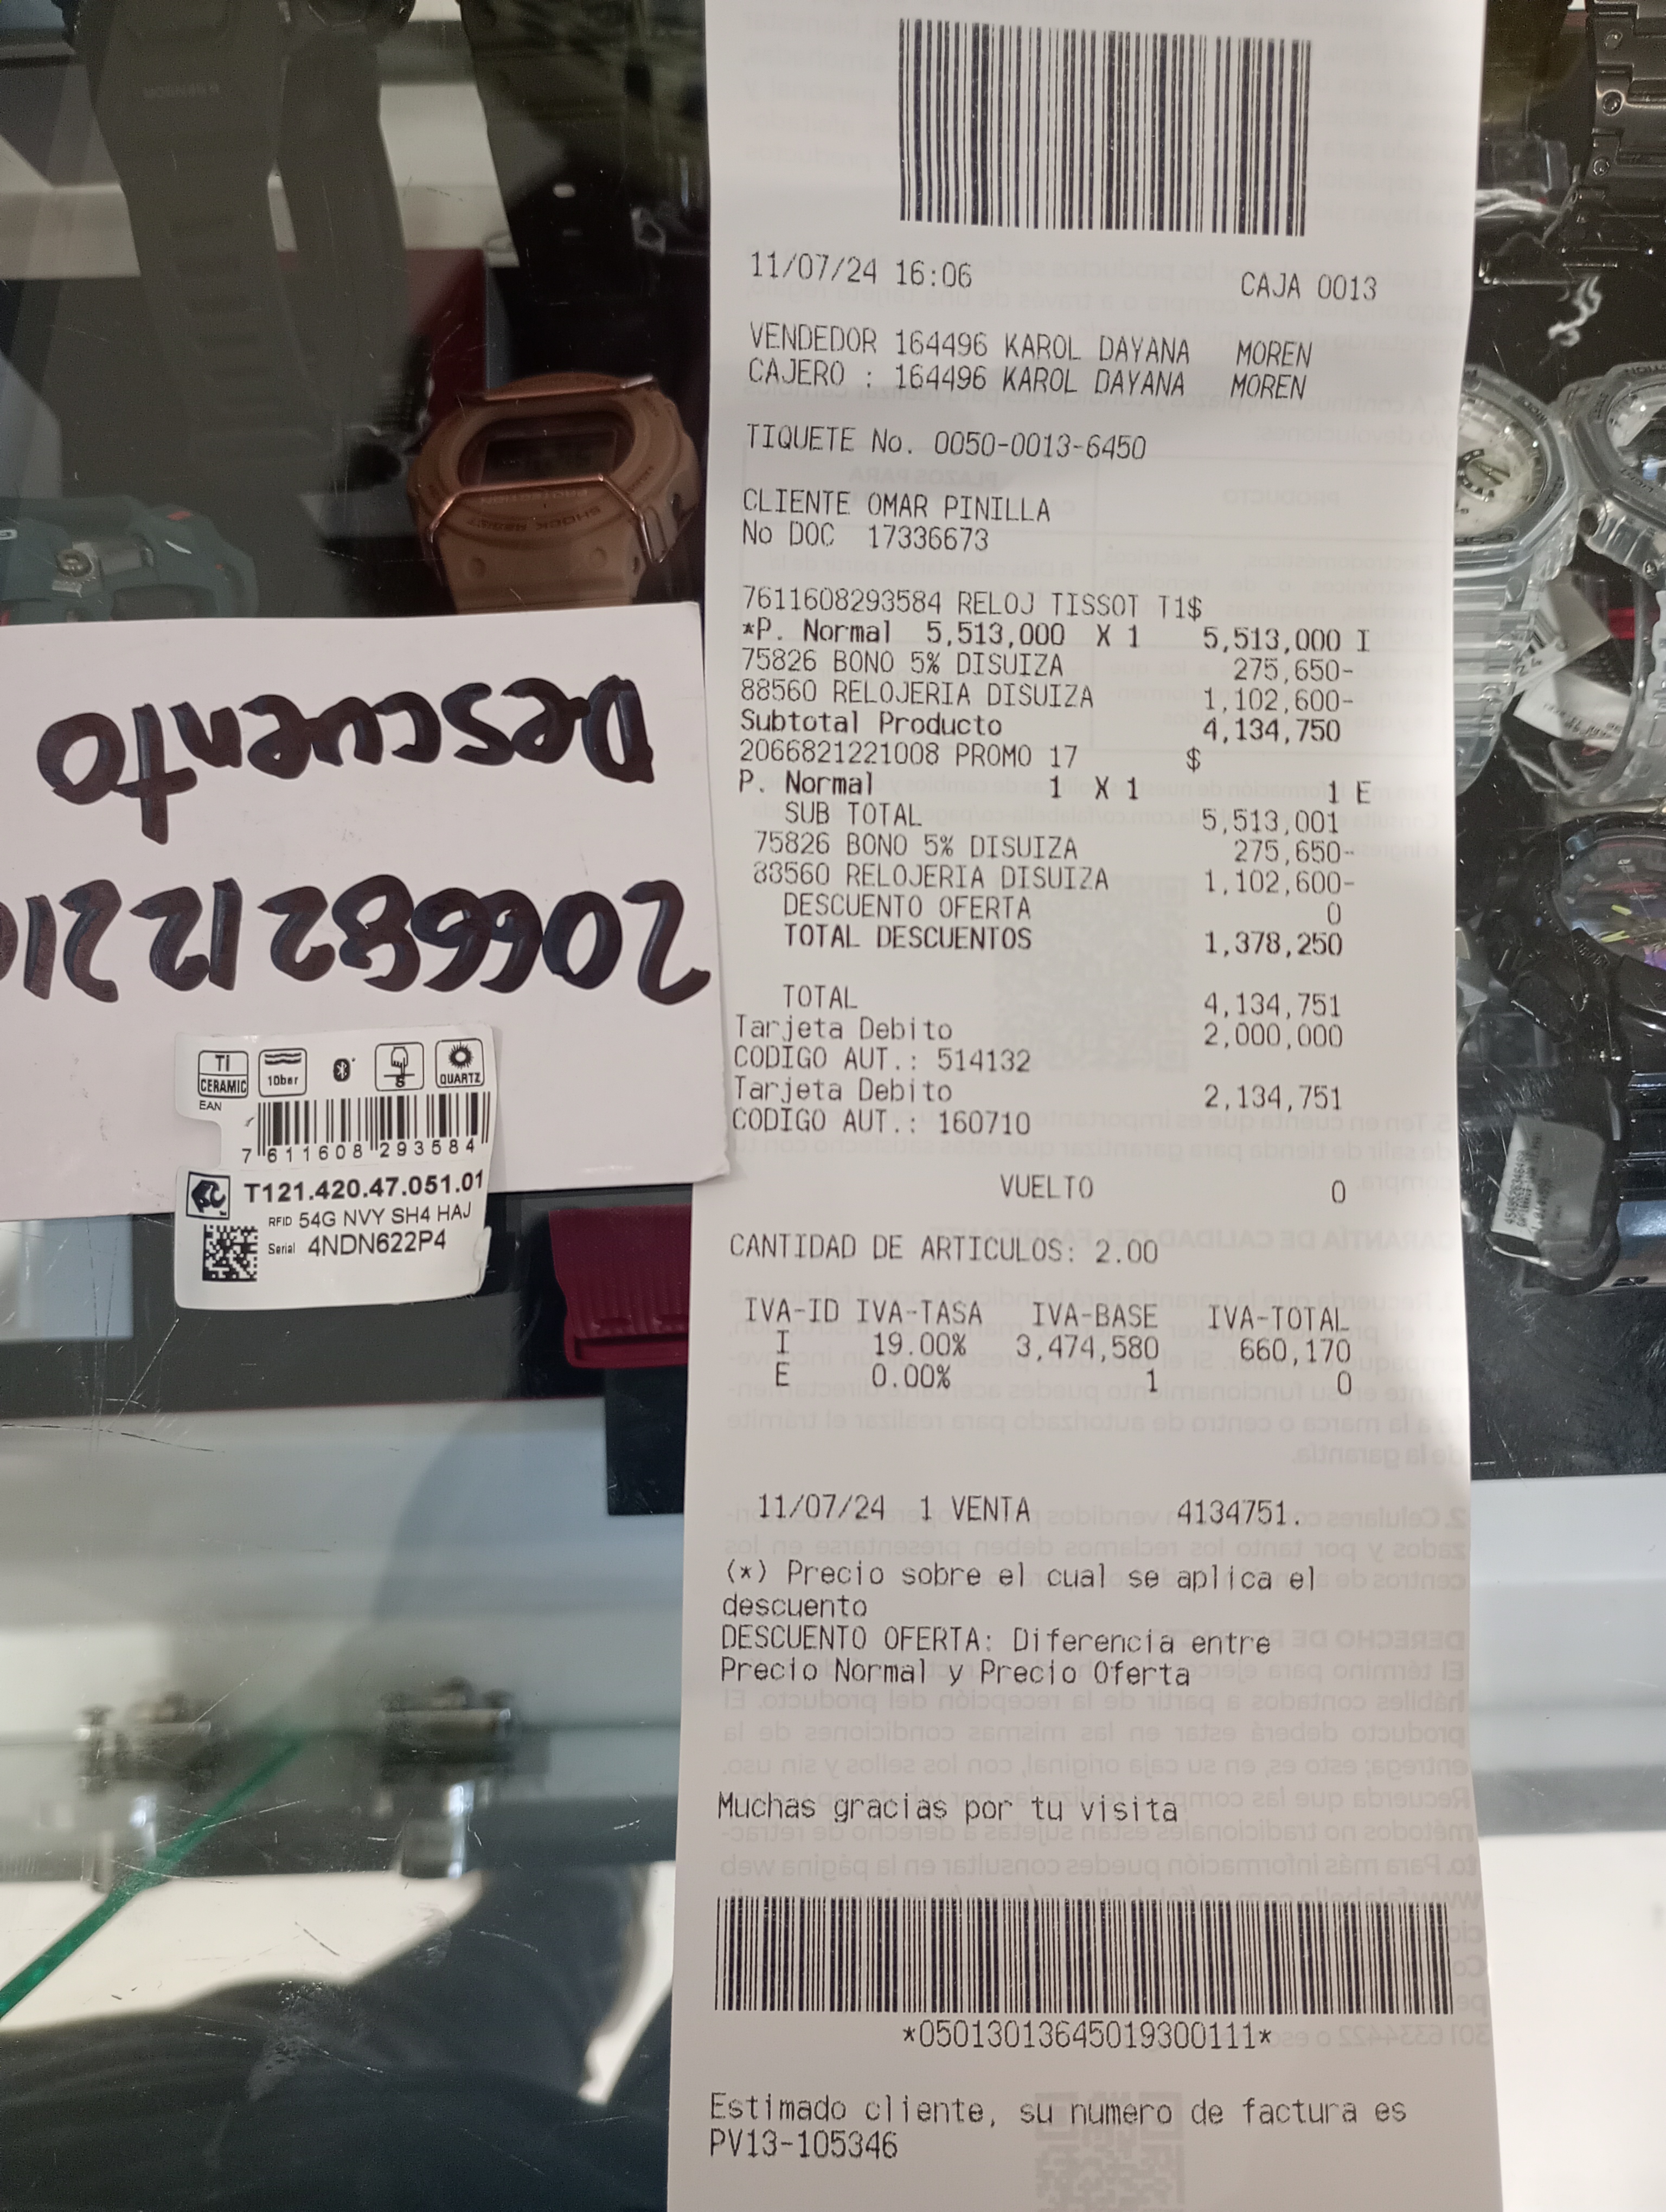 11/07/24 16:06 CAJA 0013
VENDEDOR 164496 KAROL DAYANA MOREN
CAJERO : 164496 KAROL DAYANA MOREN
TIQUETE No. 0050-0013-6450
CLIENTE OMAR PINILLA
No DOC 17336673
7611608293584 RELOJ TISSOT T1$
*P. Normal 5,513,000 X 1 5,513,000 I
75826 BONO 5% DISUIZA 275,650-
88560 RELOJERIA DISUIZA 1,102,600-
Subtotal Producto 4,134,750
2066821221008 PROMO 17 $
P. Normal 1 X 1 1 E
SUB TOTAL 5,513,001
75826 BONO 5% DISUIZA 275,650-
88560 RELOJERIA DISUIZA 1,102,600-
DESCUENTO OFERTA 0
TOTAL DESCUENTOS 1,378,250
TOTAL 4,134,751
Tarjeta Debito 2,000,000
CODIGO AUT.: 514132
Tarjeta Debito 2,134,751
CODIGO AUT.: 160710
VUELTO 0
CANTIDAD DE ARTICULOS: 2.00
IVA-ID IVA-TASA IVA-BASE IVA-TOTAL
I 19.00% 3,474,580 660,170
E 0.00% 1 0
11/07/24 1 VENTA 4134751.
(*) Precio sobre el cual se aplica el
descuento
DESCUENTO OFERTA: Diferencia entre
Precio Normal y Precio Oferta
Muchas gracias por tu visita
*05013013645019300111*
Estimado cliente, su numero de factura es
PV13-105346
Descuento
206682122
TI
CERAMIC
10bar
QUARTZ
EAN
7 611608 293584
T121.420.47.051.01
RFID 54G NVY SH4 HAJ
Serial 4NDN622P4